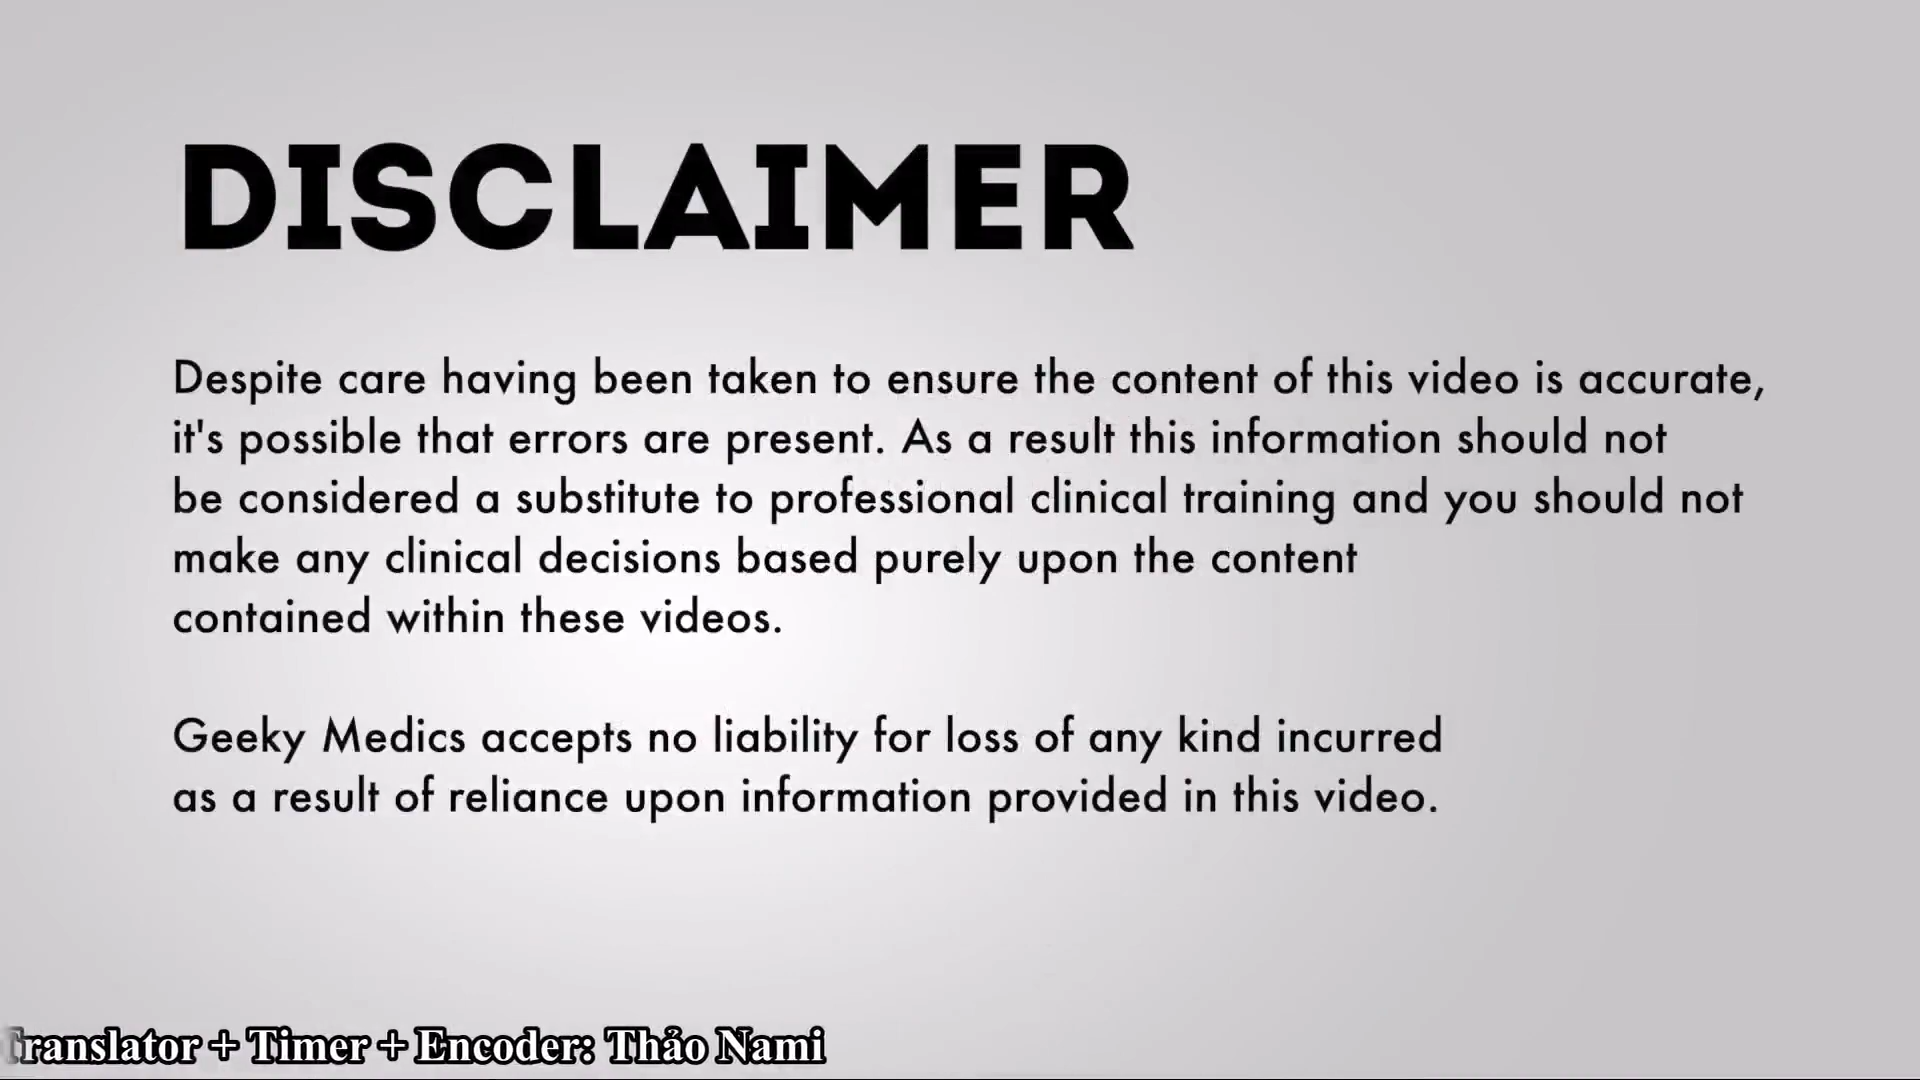 DISCLAIMER
Despite care having been taken to ensure the content of this video is accurate,
it's possible that errors are present. As a result this information should not
be considered a substitute to professional clinical training and you should not
make any clinical decisions based purely upon the content
contained within these videos.
Geeky Medics accepts no liability for loss of any kind incurred
as a result of reliance upon information provided in this video.
Translator + Timer + Encoder: Thảo Nami